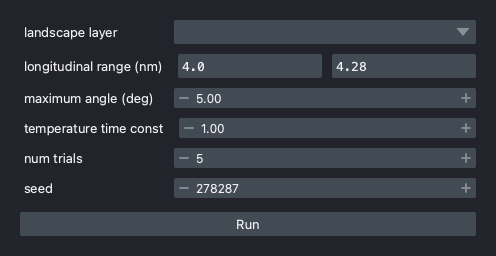 landscape layer
longitudinal range (nm) 4.0 4.28
maximum angle (deg) − 5.00 +
temperature time const − 1.00 +
num trials − 5 +
seed − 278287 +
Run